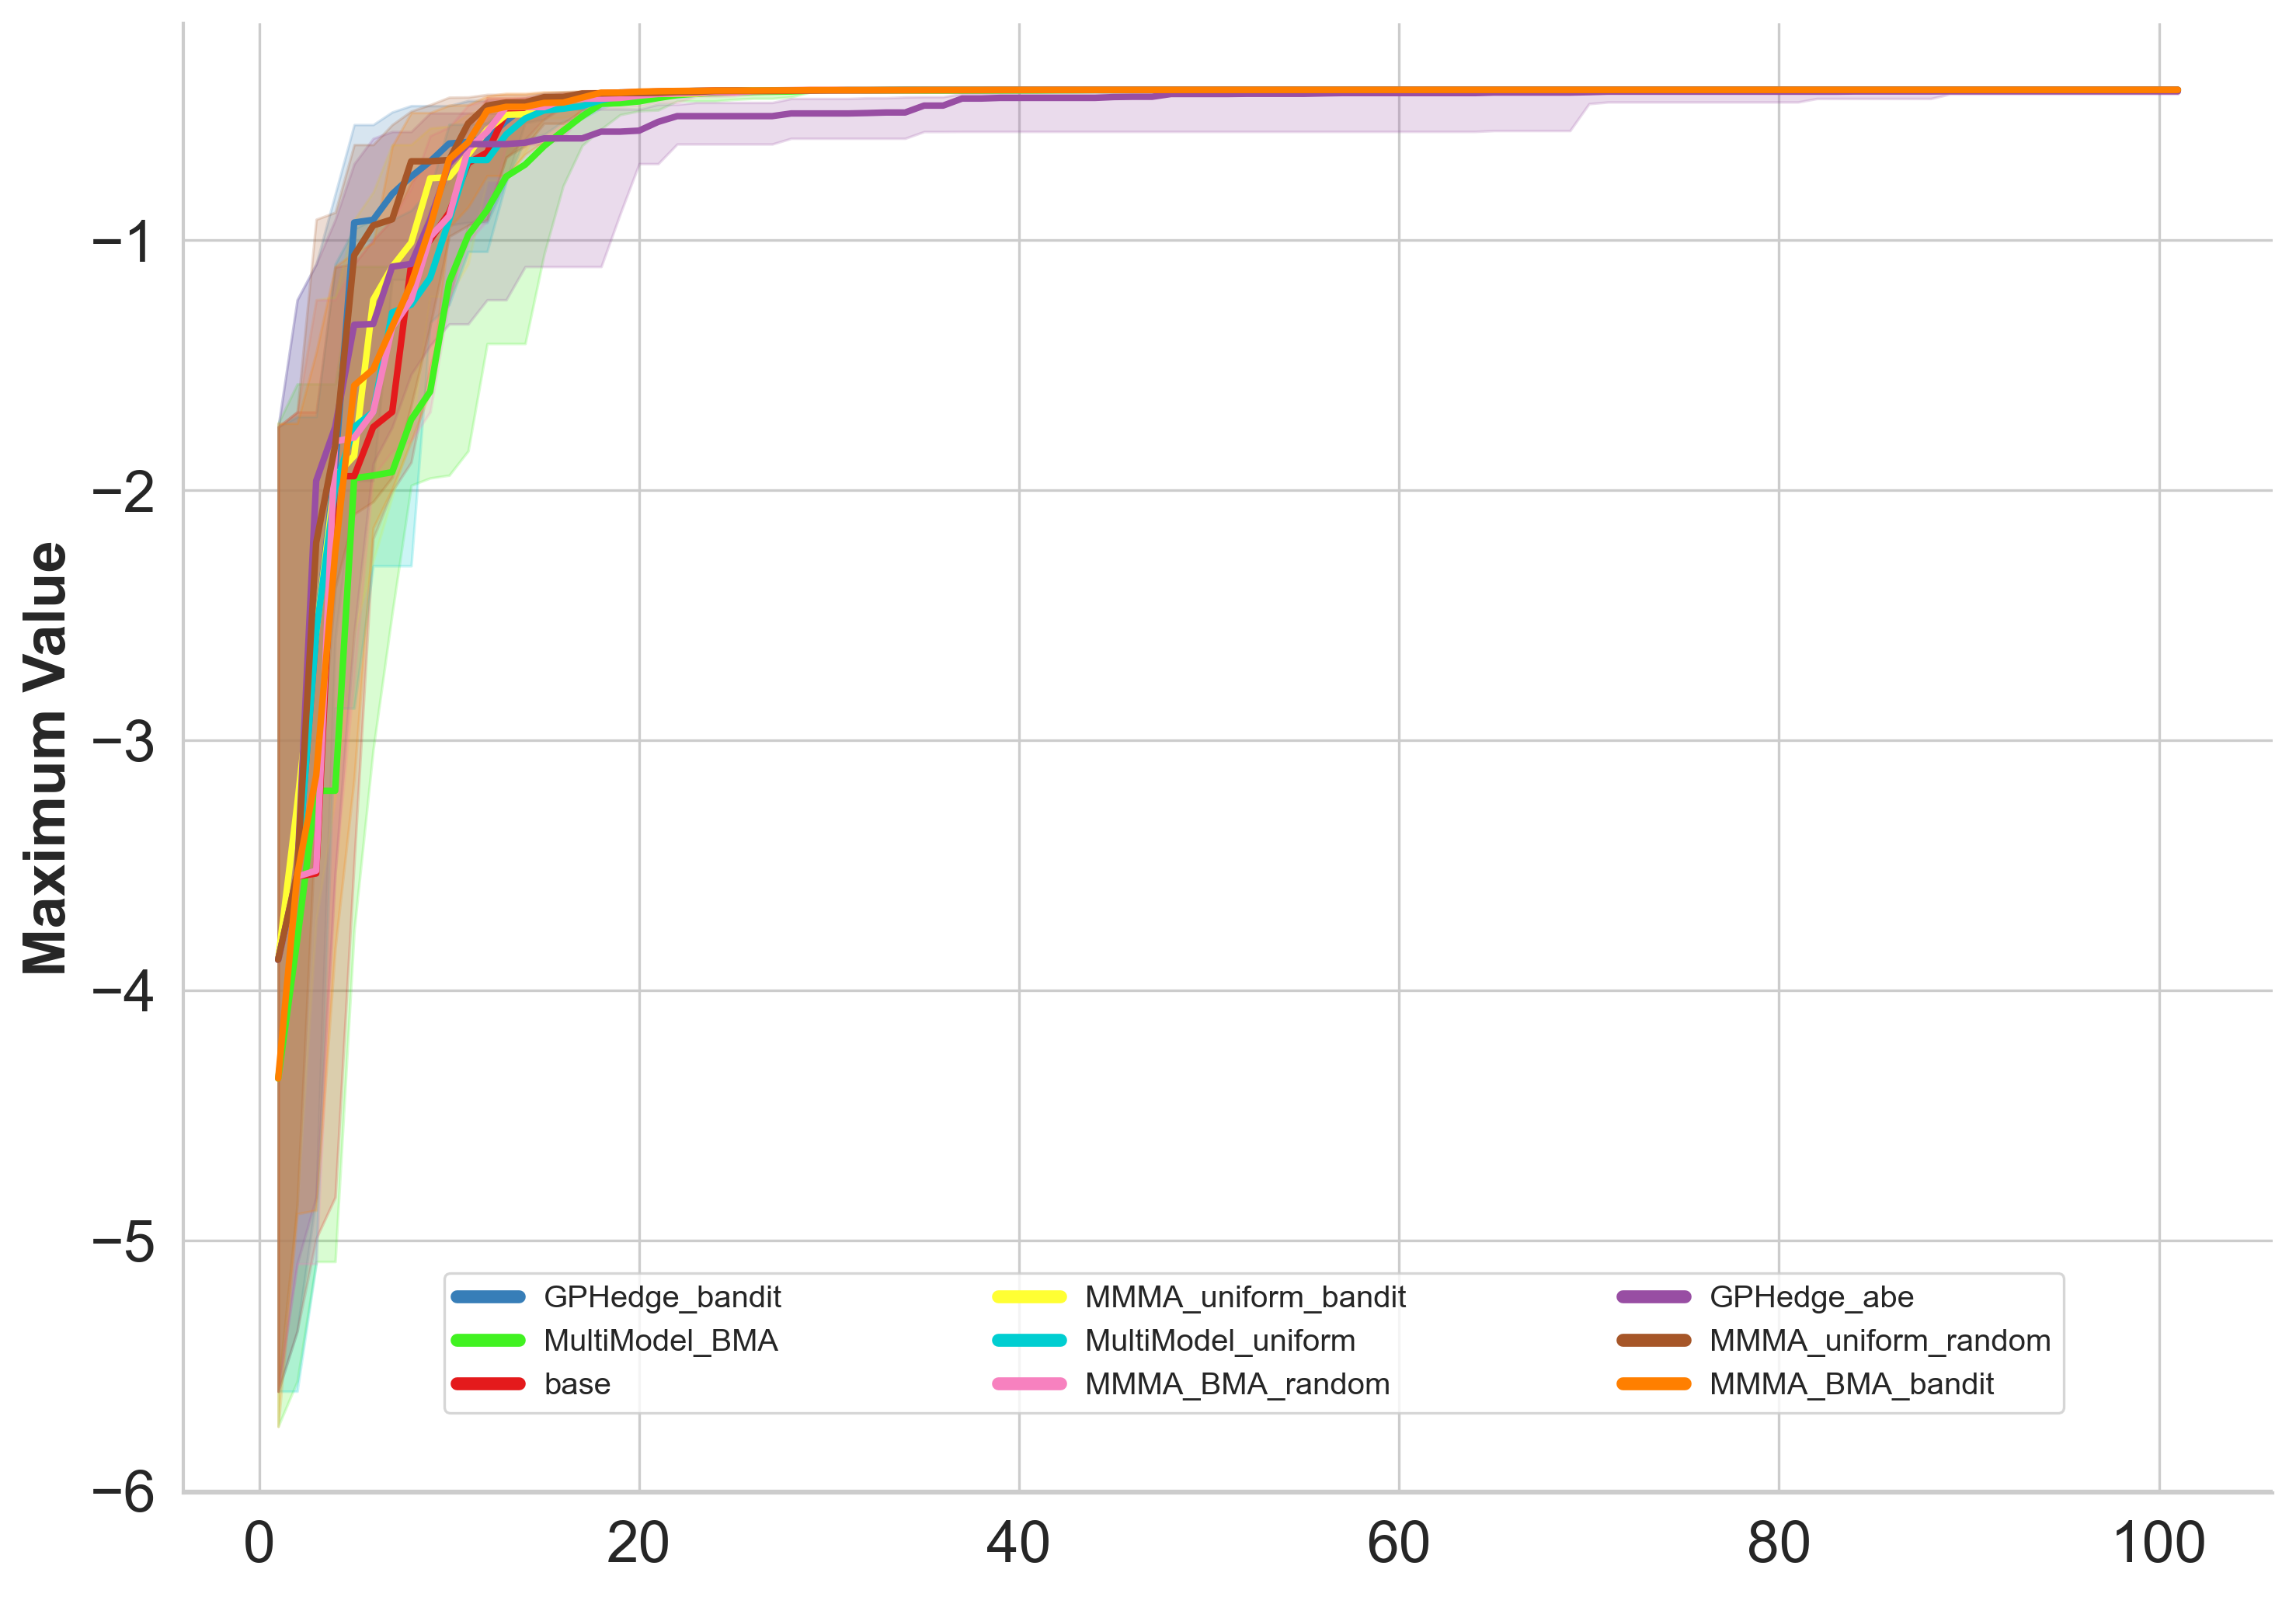 Maximum Value
−1
−2
−3
−4
−5
−6
0 20 40 60 80 100
GPHedge_bandit MMMA_uniform_bandit GPHedge_abe
MultiModel_BMA MultiModel_uniform MMMA_uniform_random
base MMMA_BMA_random MMMA_BMA_bandit